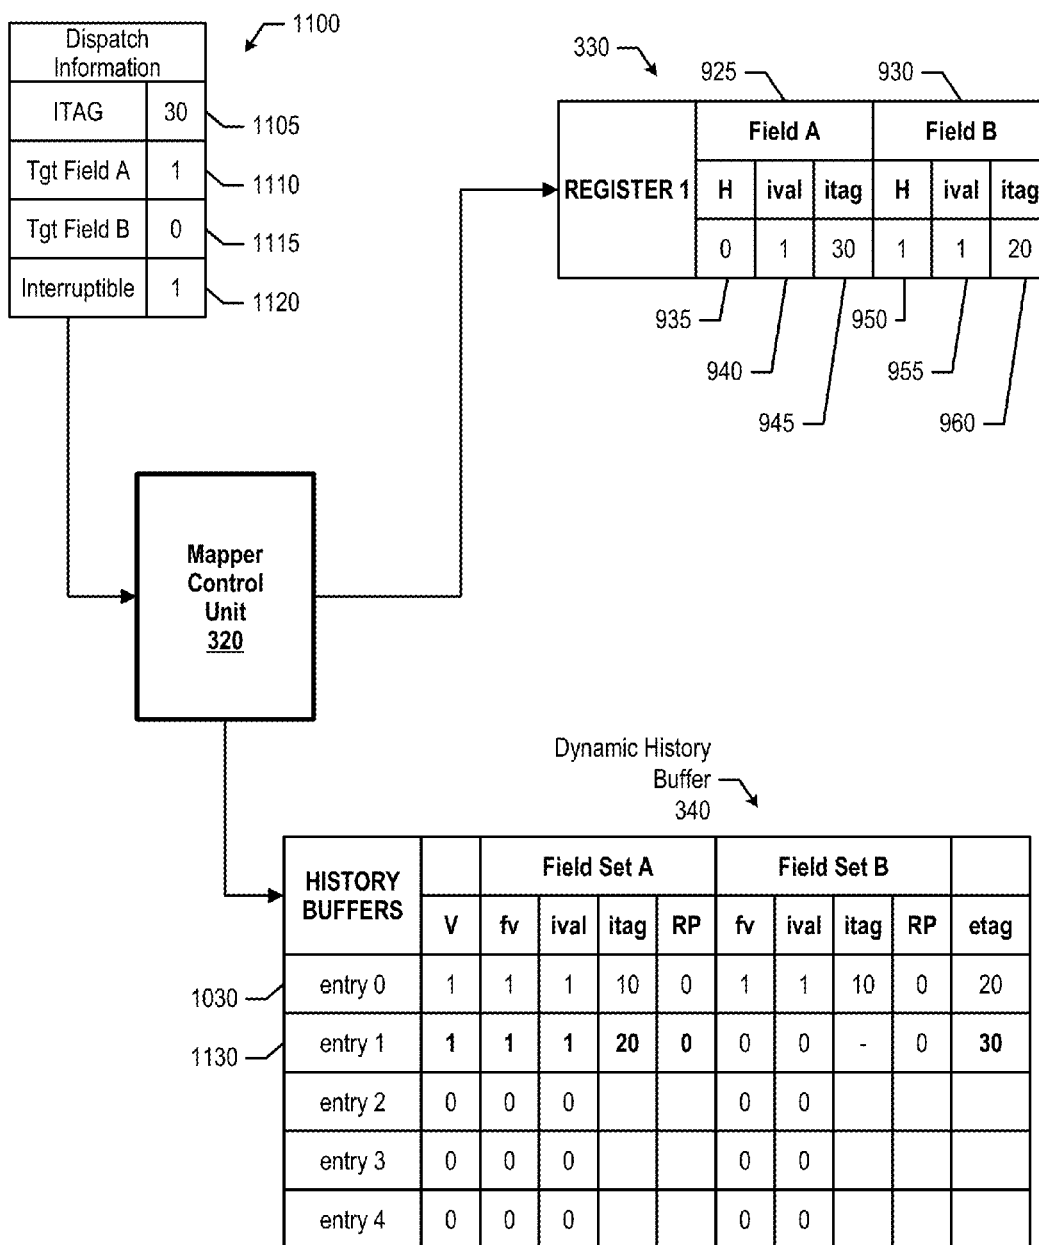 1100
Dispatch
Information
ITAG 30
1105
Tgt Field A 1
1110
Tgt Field B 0
1115
Interruptible 1
1120
330
925
930
Field A Field B
REGISTER 1 H ival itag H ival itag
0 1 30 1 1 20
935
950
940
955
945
960
Mapper
Control
Unit
320
Dynamic History
Buffer
340
HISTORY
BUFFERS
Field Set A Field Set B
V fv ival itag RP fv ival itag RP etag
1030
entry 0 1 1 1 10 0 1 1 10 0 20
1130
entry 1 1 1 1 20 0 0 0 - 0 30
entry 2 0 0 0 0 0
entry 3 0 0 0 0 0
entry 4 0 0 0 0 0